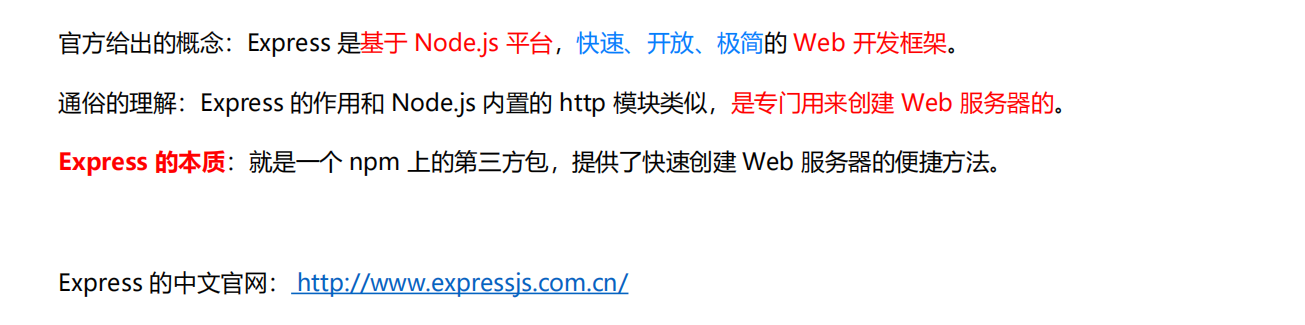 官方给出的概念：Express 是基于 Node.js 平台，快速、开放、极简的 Web 开发框架。
通俗的理解：Express 的作用和 Node.js 内置的 http 模块类似，是专门用来创建 Web 服务器的。
Express 的本质：就是一个 npm 上的第三方包，提供了快速创建 Web 服务器的便捷方法。
Express 的中文官网： http://www.expressjs.com.cn/